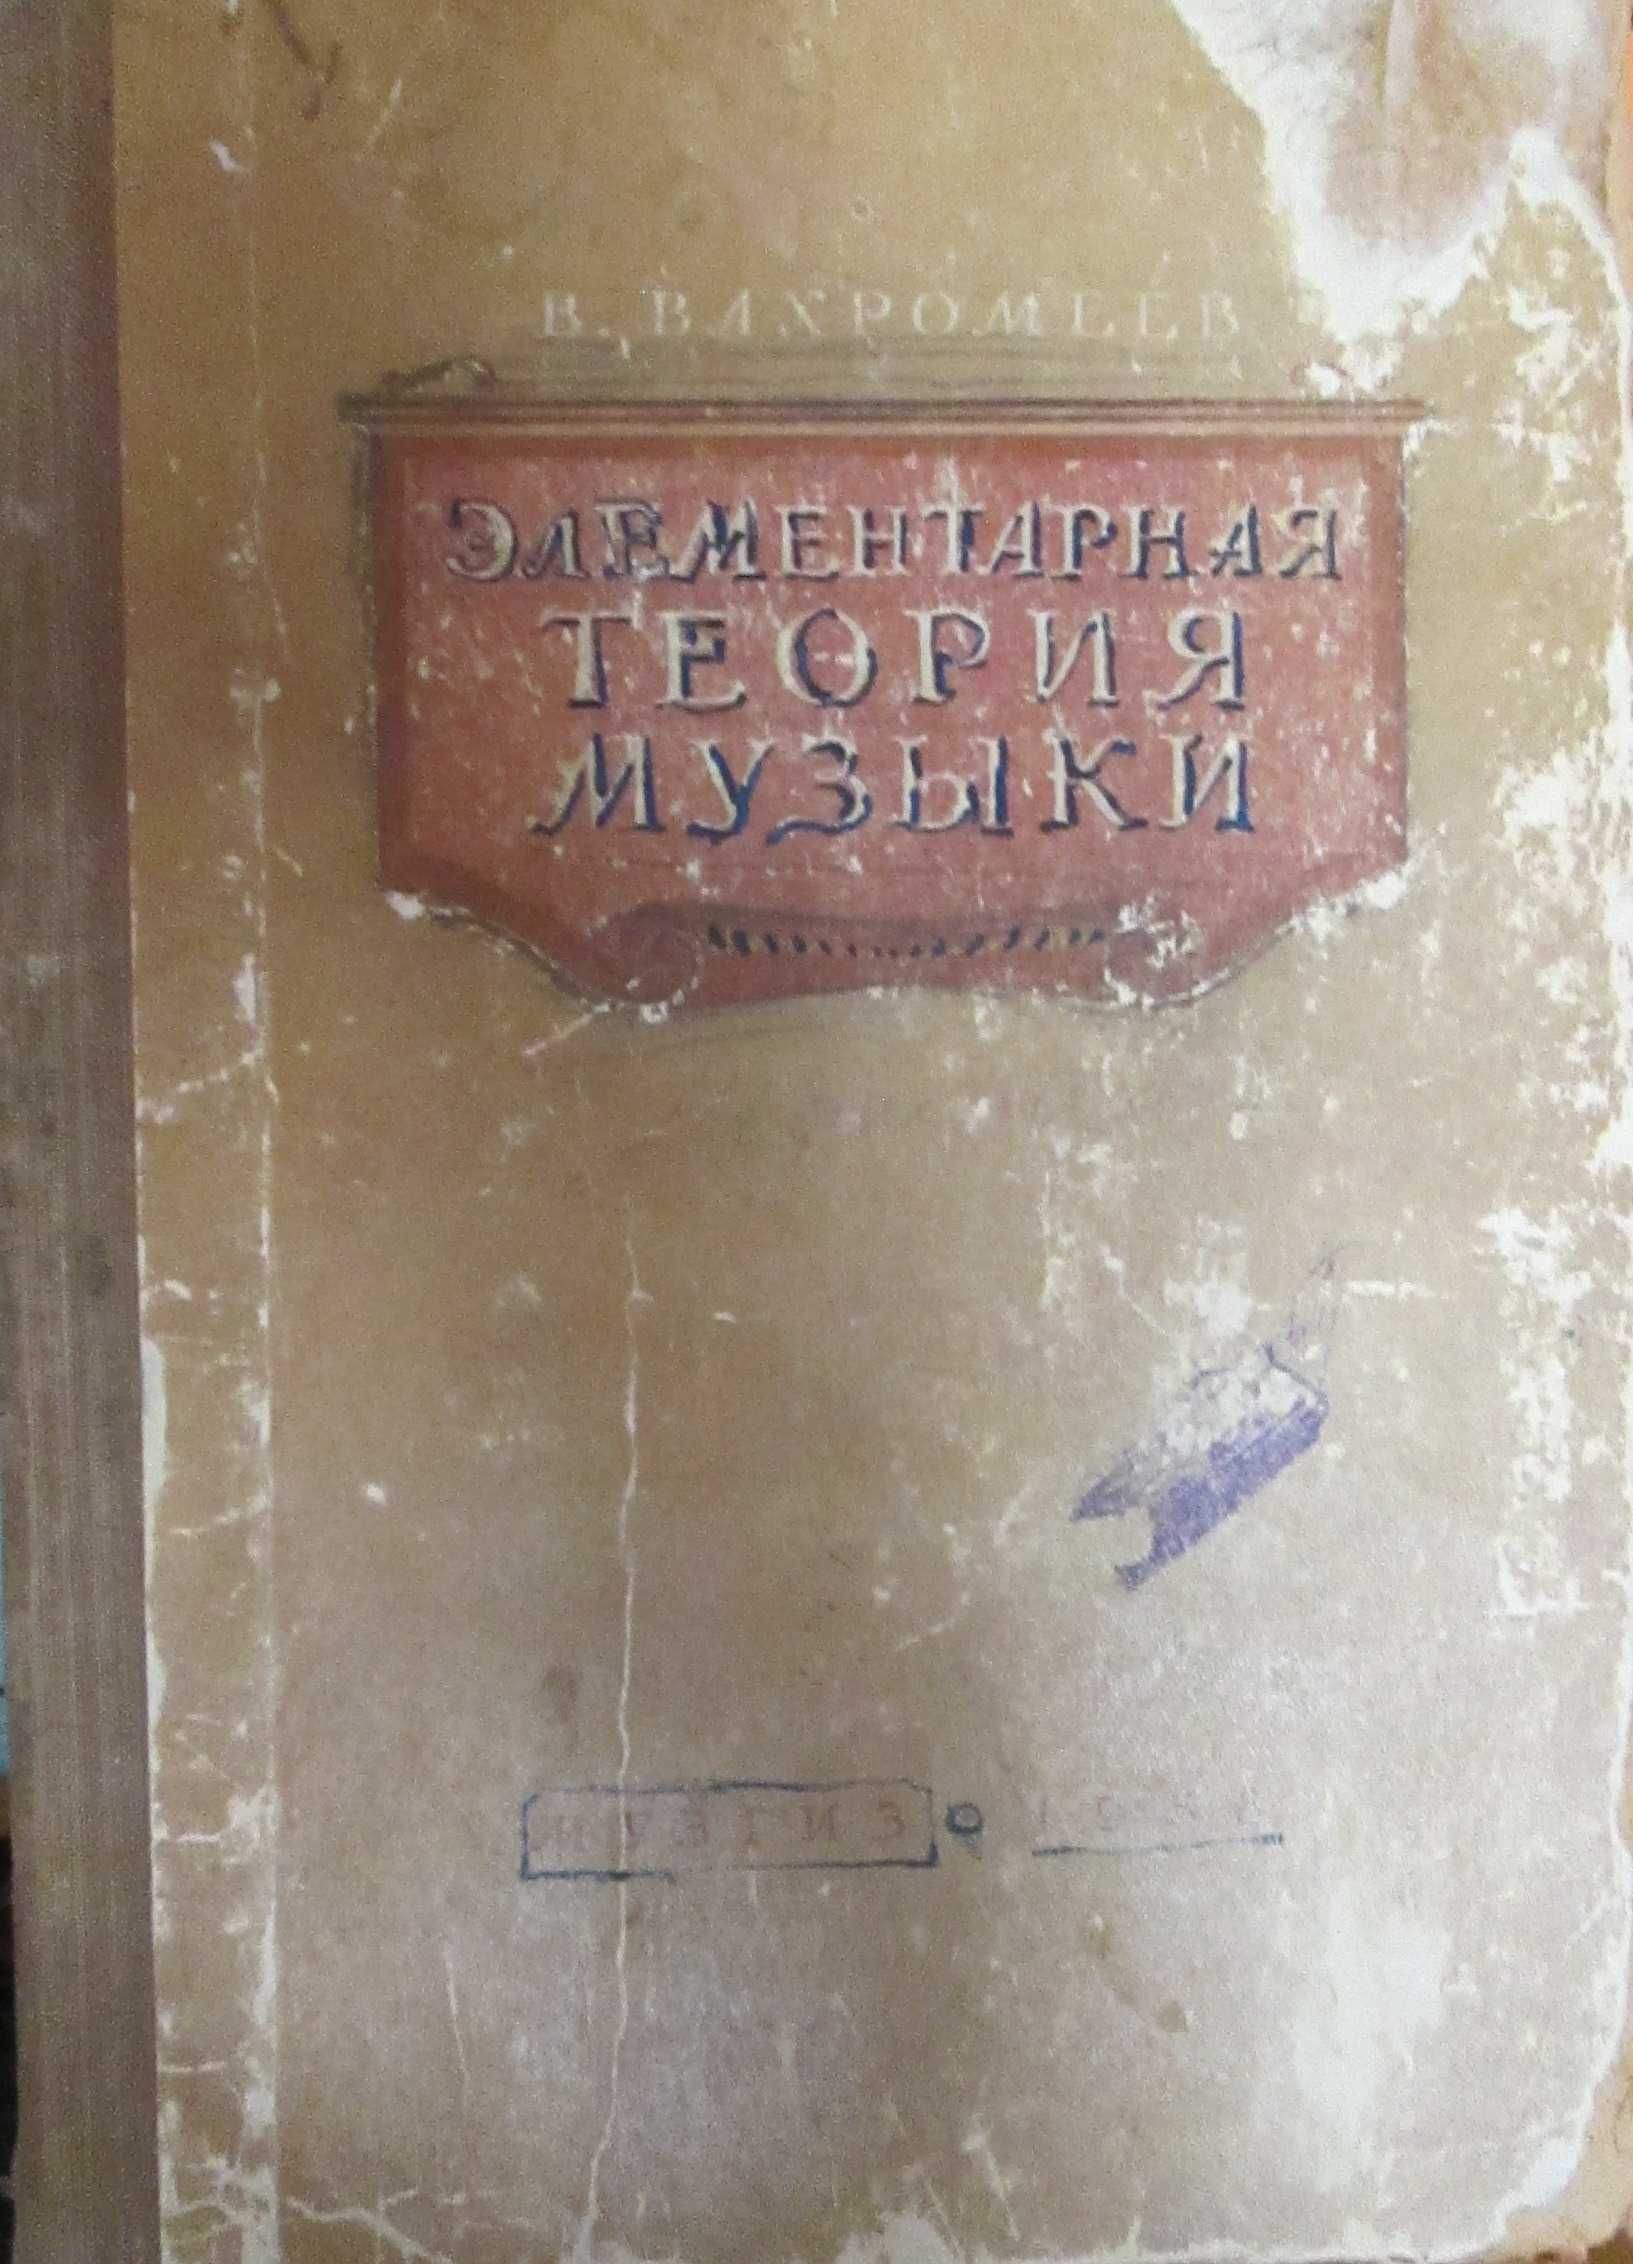 В. ВАХРОМЕЕВ
ЭЛЕМЕНТАРНАЯ
ТЕОРИЯ
МУЗЫКИ
МУЗГИЗ